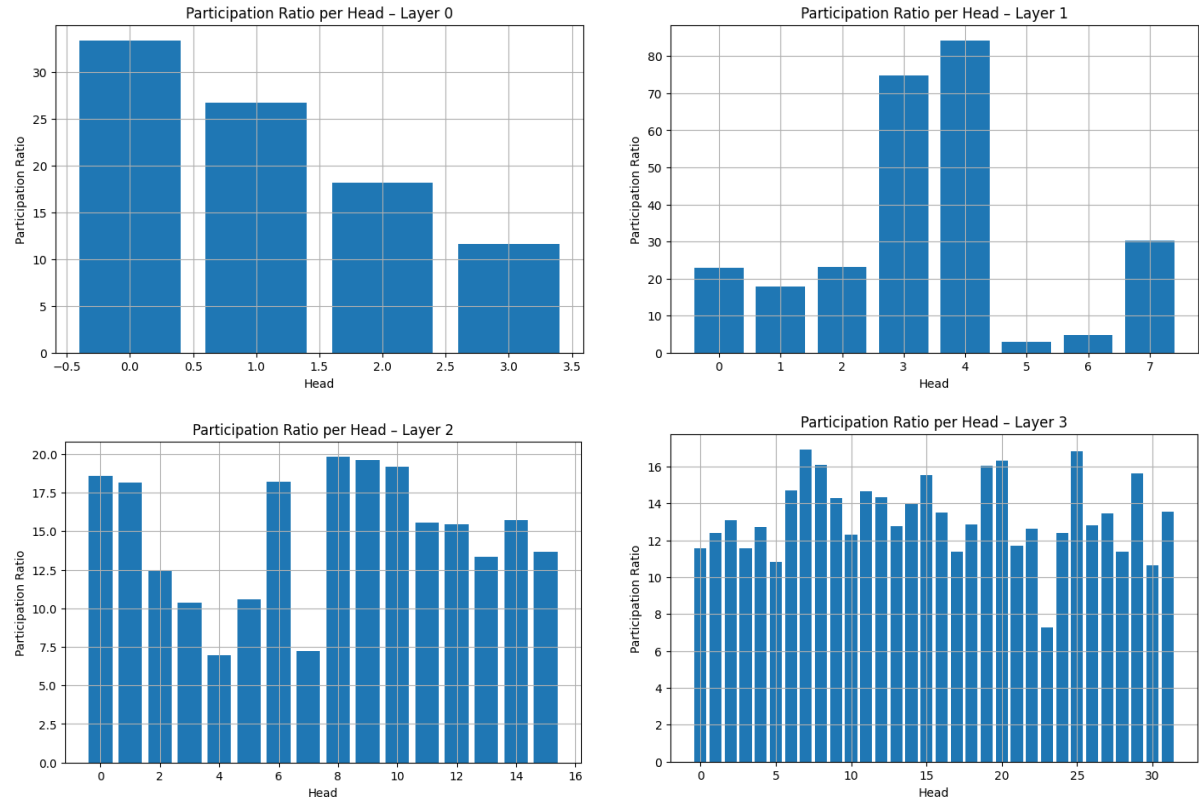 Participation Ratio per Head – Layer 0
Participation Ratio
30
25
20
15
10
5
0
−0.5 0.0 0.5 1.0 1.5 2.0 2.5 3.0 3.5
Head
Participation Ratio per Head – Layer 1
Participation Ratio
80
70
60
50
40
30
20
10
0
0 1 2 3 4 5 6 7
Head
Participation Ratio per Head – Layer 2
Participation Ratio
20.0
17.5
15.0
12.5
10.0
7.5
5.0
2.5
0.0
0 2 4 6 8 10 12 14 16
Head
Participation Ratio per Head – Layer 3
Participation Ratio
16
14
12
10
8
6
4
2
0
0 5 10 15 20 25 30
Head